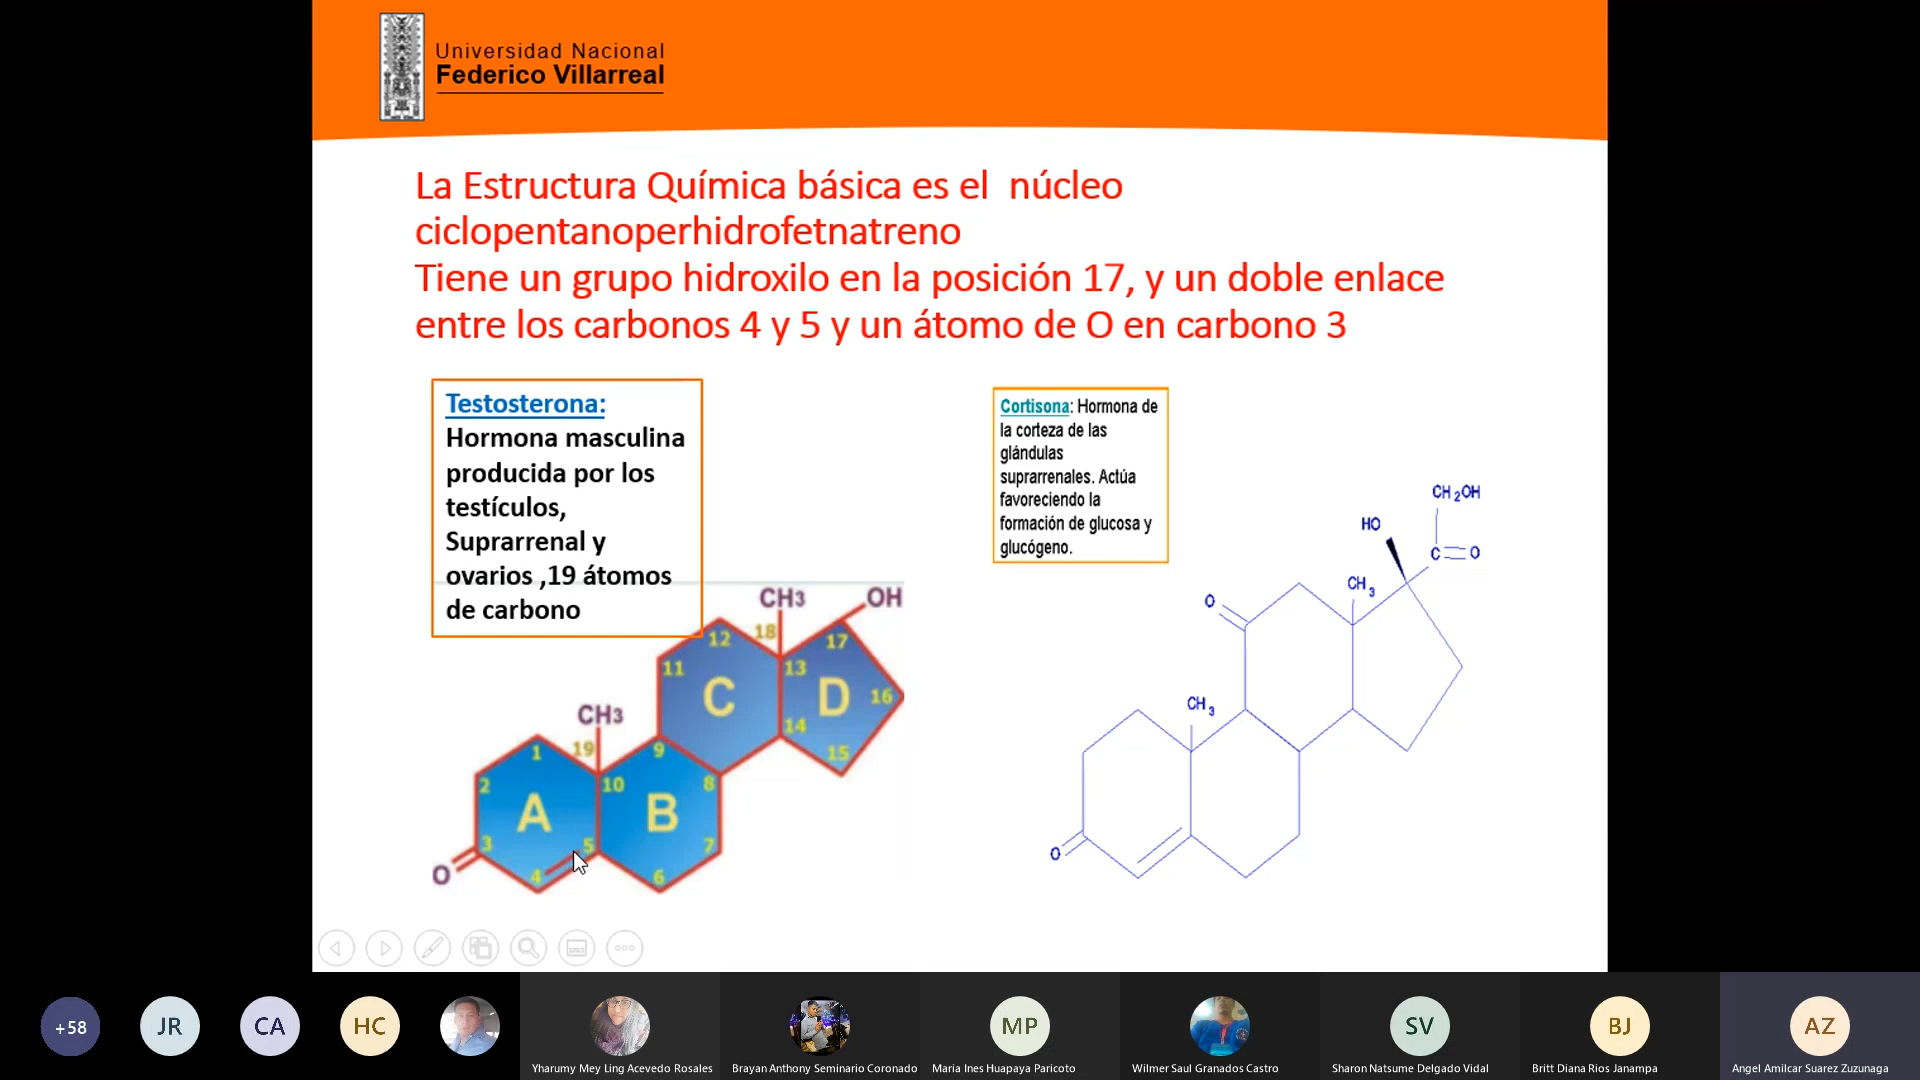 Universidad Nacional
Federico Villarreal
La Estructura Química básica es el núcleo
ciclopentanoperhidrofetnatreno
Tiene un grupo hidroxilo en la posición 17, y un doble enlace
entre los carbonos 4 y 5 y un átomo de O en carbono 3
Testosterona:
Hormona masculina
producida por los
testículos,
Suprarrenal y
ovarios ,19 átomos
de carbono
CH3
OH
18
17
12
11
13
C
D
16
14
15
CH3
19
1
9
2
10
8
A
B
3
5
7
4
6
O
Cortisona: Hormona de
la corteza de las
glándulas
suprarrenales. Actúa
favoreciendo la
formación de glucosa y
glucógeno.
CH2OH
HO
C
O
CH3
O
CH3
O
+58
JR
CA
HC
MP
SV
BJ
AZ
Yharumy Mey Ling Acevedo Rosales
Brayan Anthony Seminario Coronado
Maria Ines Huapaya Paricoto
Wilmer Saul Granados Castro
Sharon Natsume Delgado Vidal
Britt Diana Rios Janampa
Angel Amilcar Suarez Zuzunaga